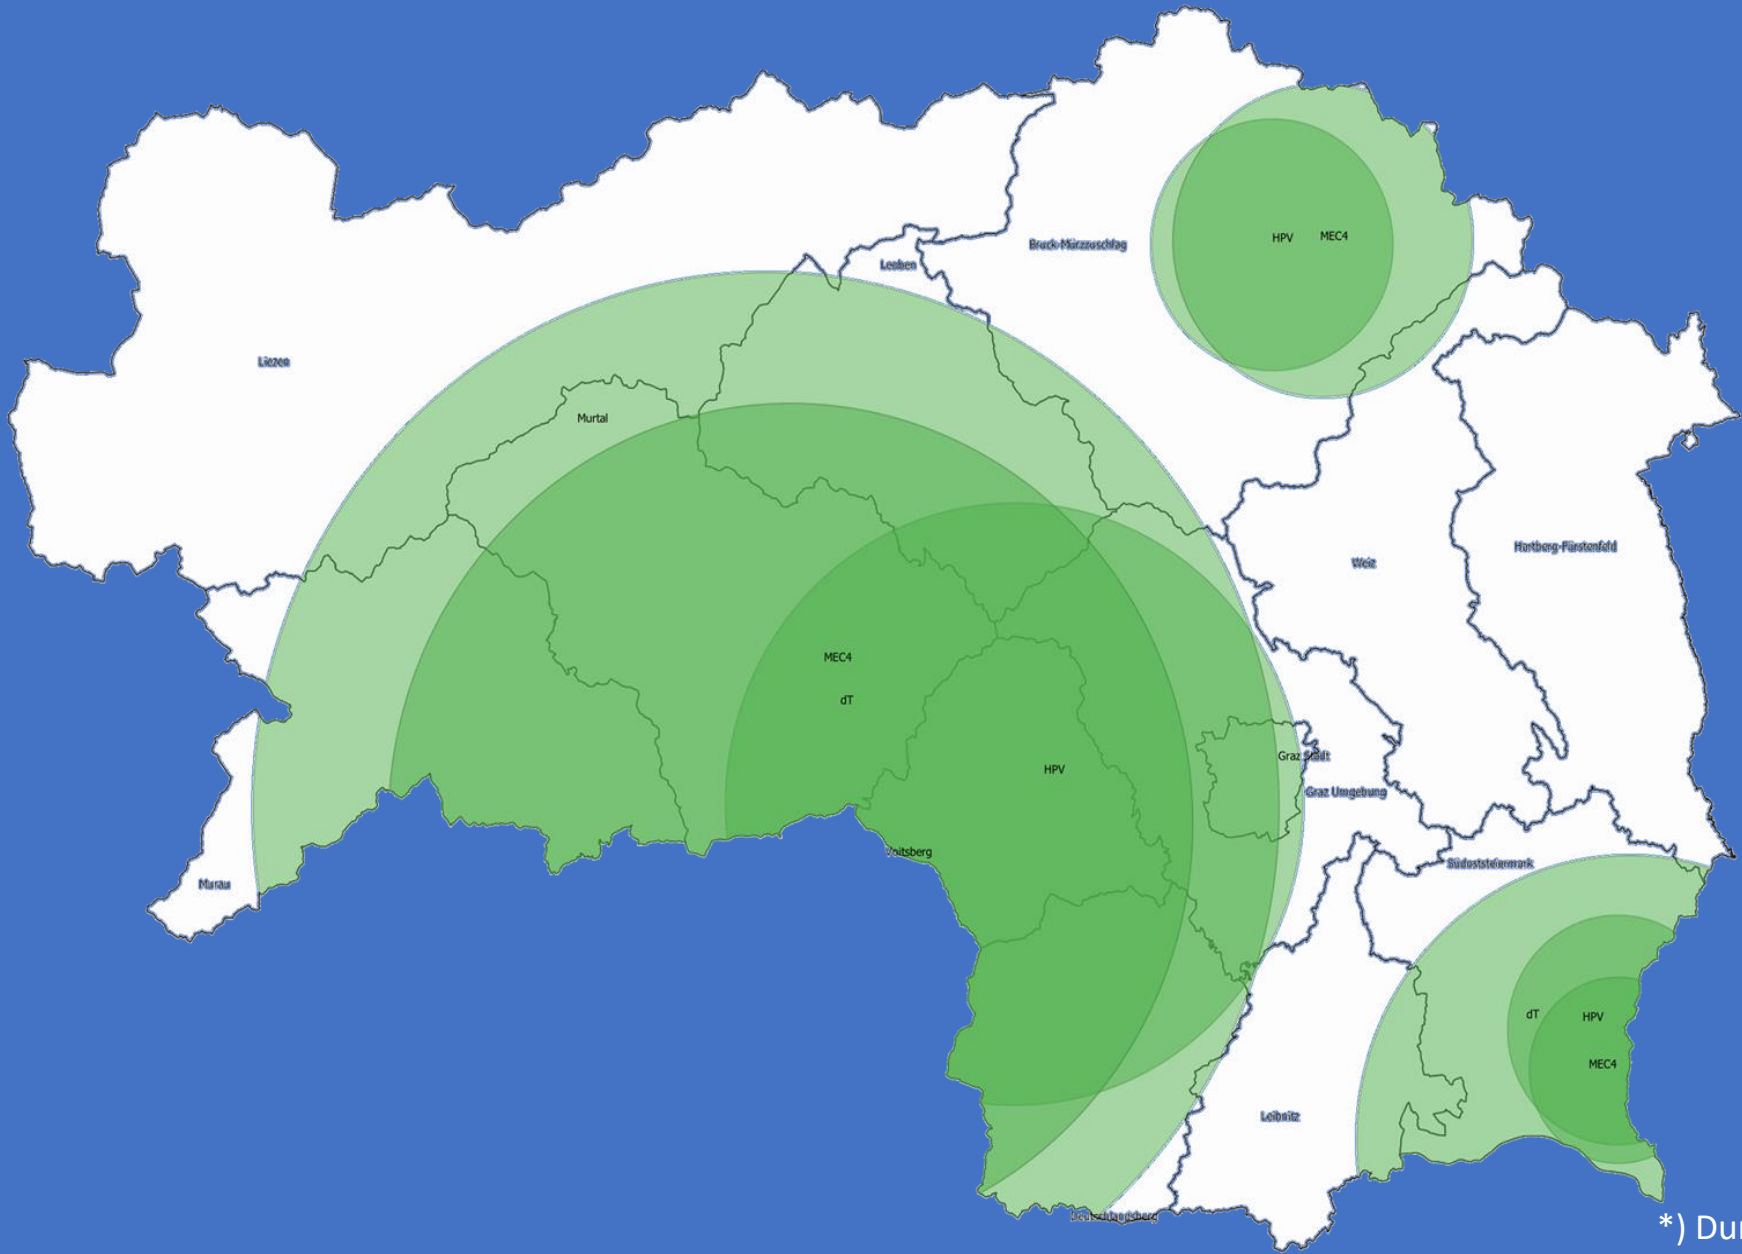 HPV MEC4
Bruck-Mürzzuschlag
Leoben
Liezen
Murtal
Hartberg-Fürstenfeld
Weiz
MEC4
dT
Graz Stadt
HPV
Graz Umgebung
Voitsberg
Südoststeiermark
Murau
dT HPV
MEC4
Leibnitz
Deutschlandsberg
*) Dur